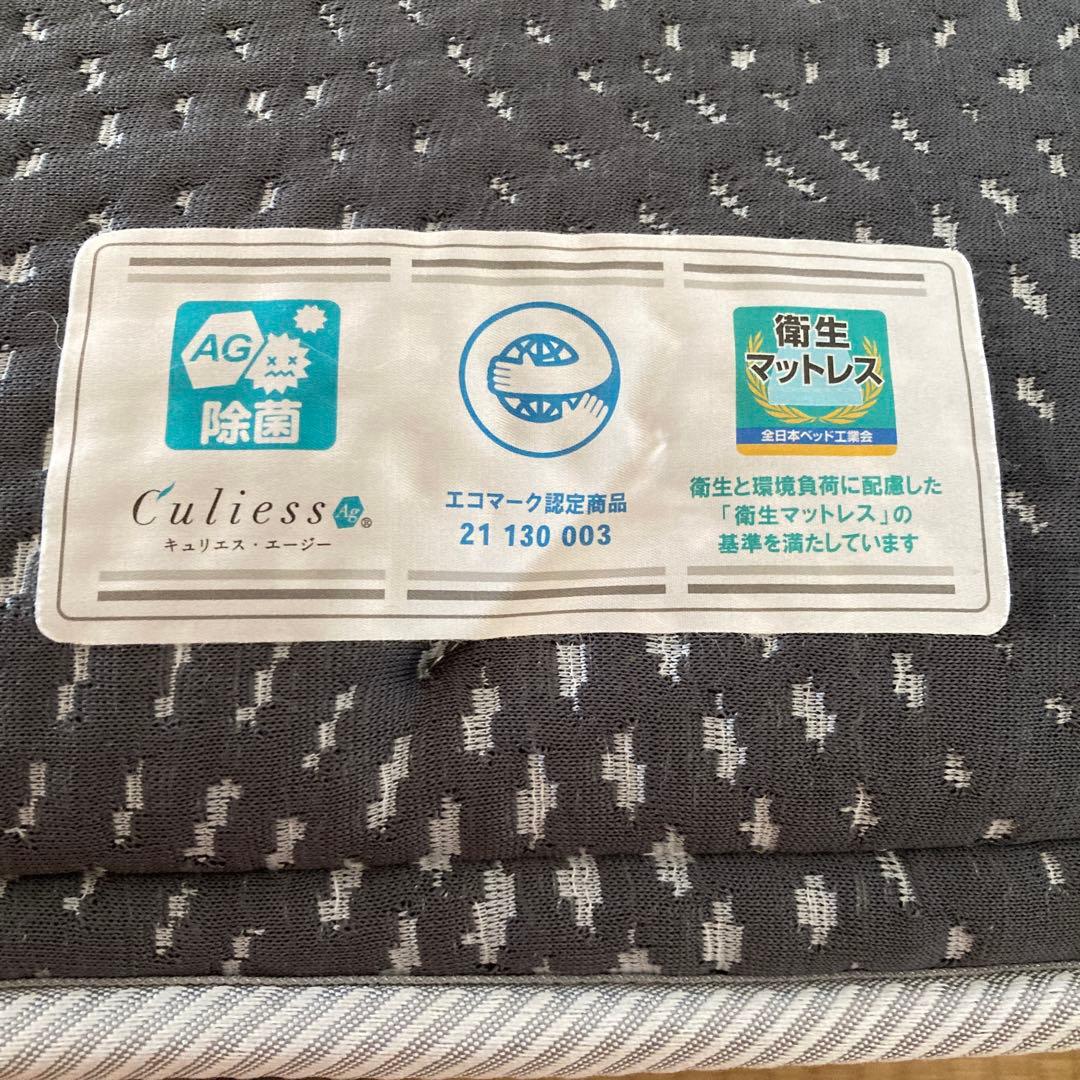 AG
除菌
Culiess Ag®
キュリエス・エージー
エコマーク認定商品
21 130 003
衛生
マットレス
全日本ベッド工業会
衛生と環境負荷に配慮した
「衛生マットレス」の
基準を満たしています